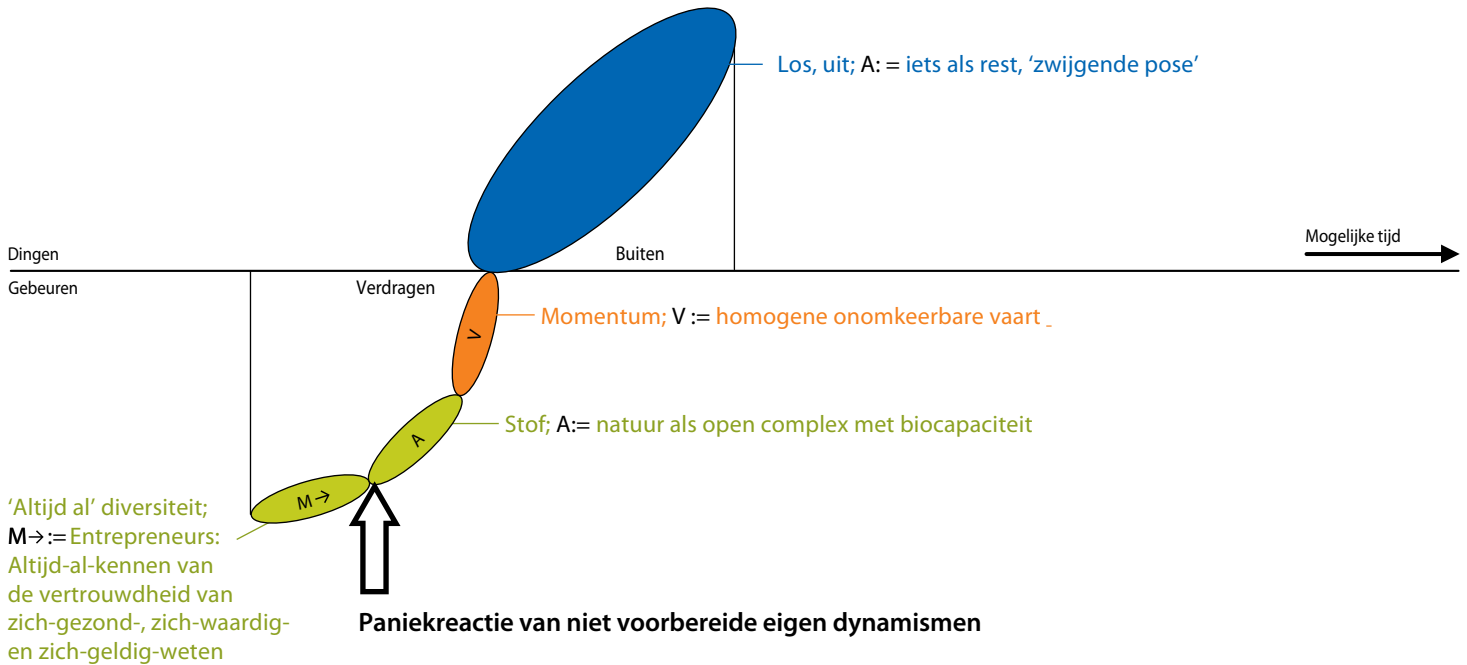 Los, uit; A: = iets als rest, ‘zwijgende pose’
Dingen
Buiten
Mogelijke tijd
Gebeuren
Verdragen
V
Momentum; V := homogene onomkeerbare vaart _
A
Stof; A:= natuur als open complex met biocapaciteit
M→
‘Altijd al’ diversiteit;
M→:= Entrepreneurs:
Altijd-al-kennen van
de vertrouwdheid van
zich-gezond-, zich-waardig-
en zich-geldig-weten
Paniekreactie van niet voorbereide eigen dynamismen